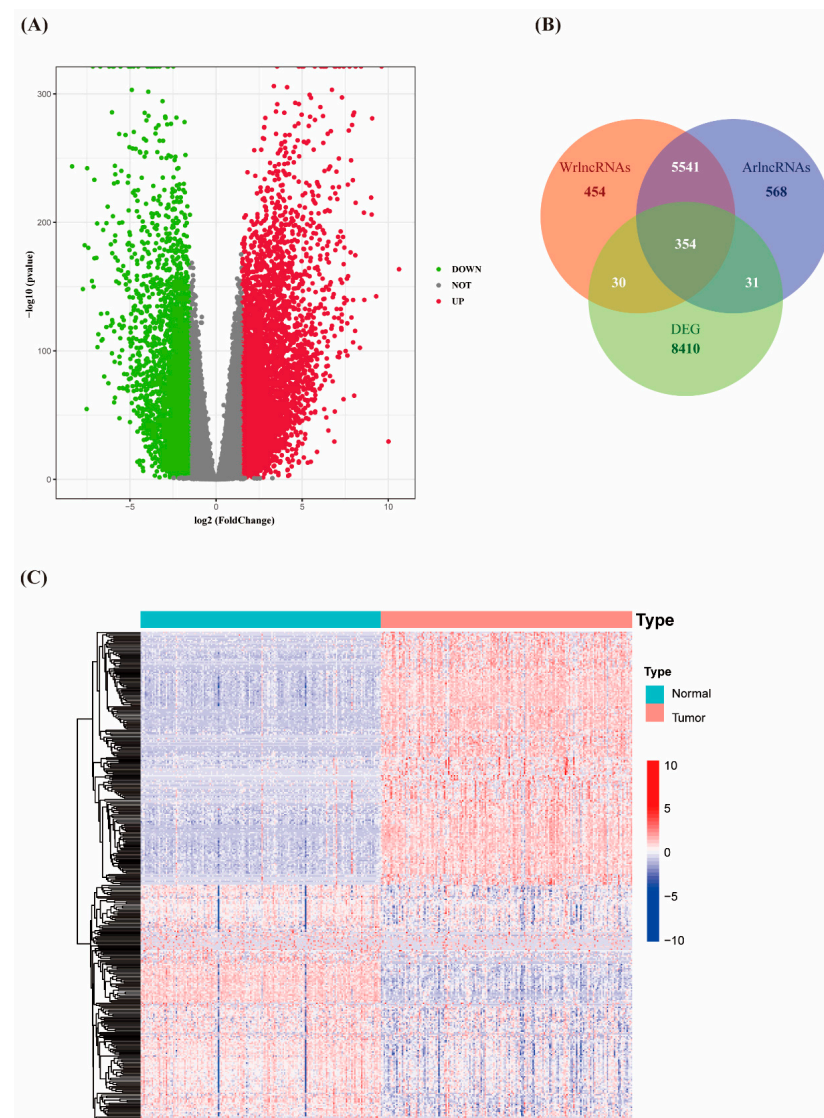 (A)
(B)
300
200
100
0
−5
0
5
10
−log10 (pvalue)
log2 (FoldChange)
DOWN
NOT
UP
WrlncRNAs
454
5541
ArlncRNAs
568
354
30
31
DEG
8410
(C)
Type
Type
Normal
Tumor
10
5
0
−5
−10